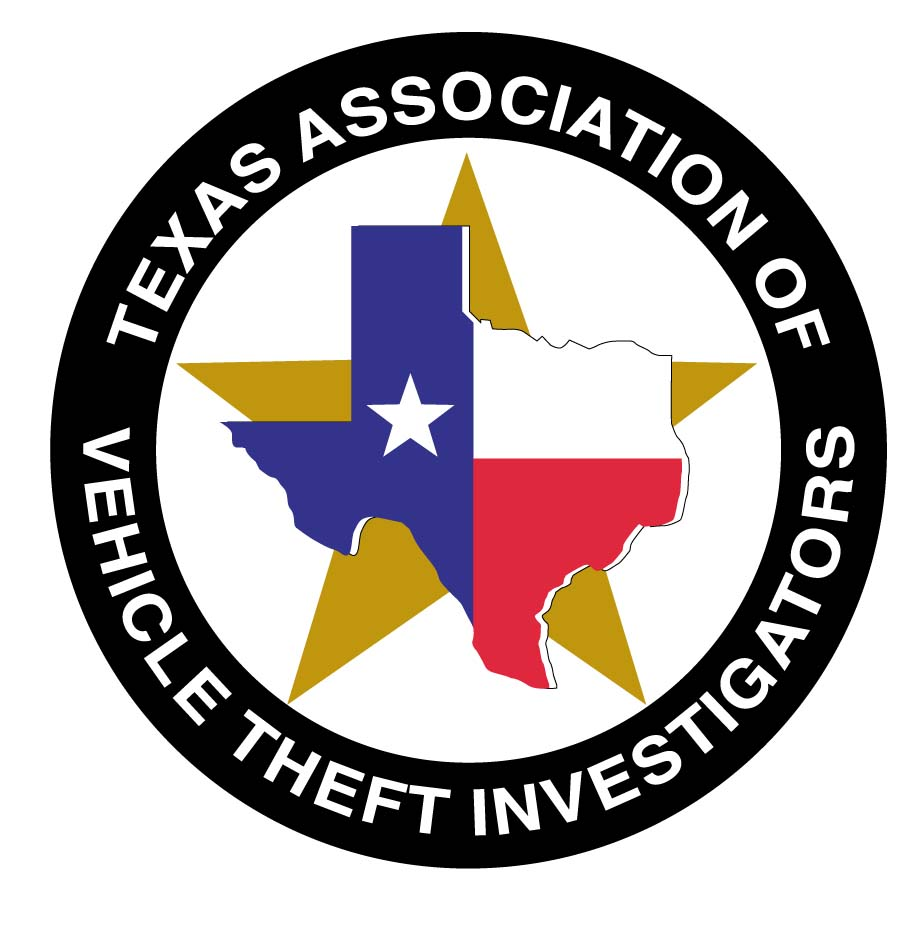 TEXAS ASSOCIATION OF
VEHICLE THEFT INVESTIGATORS